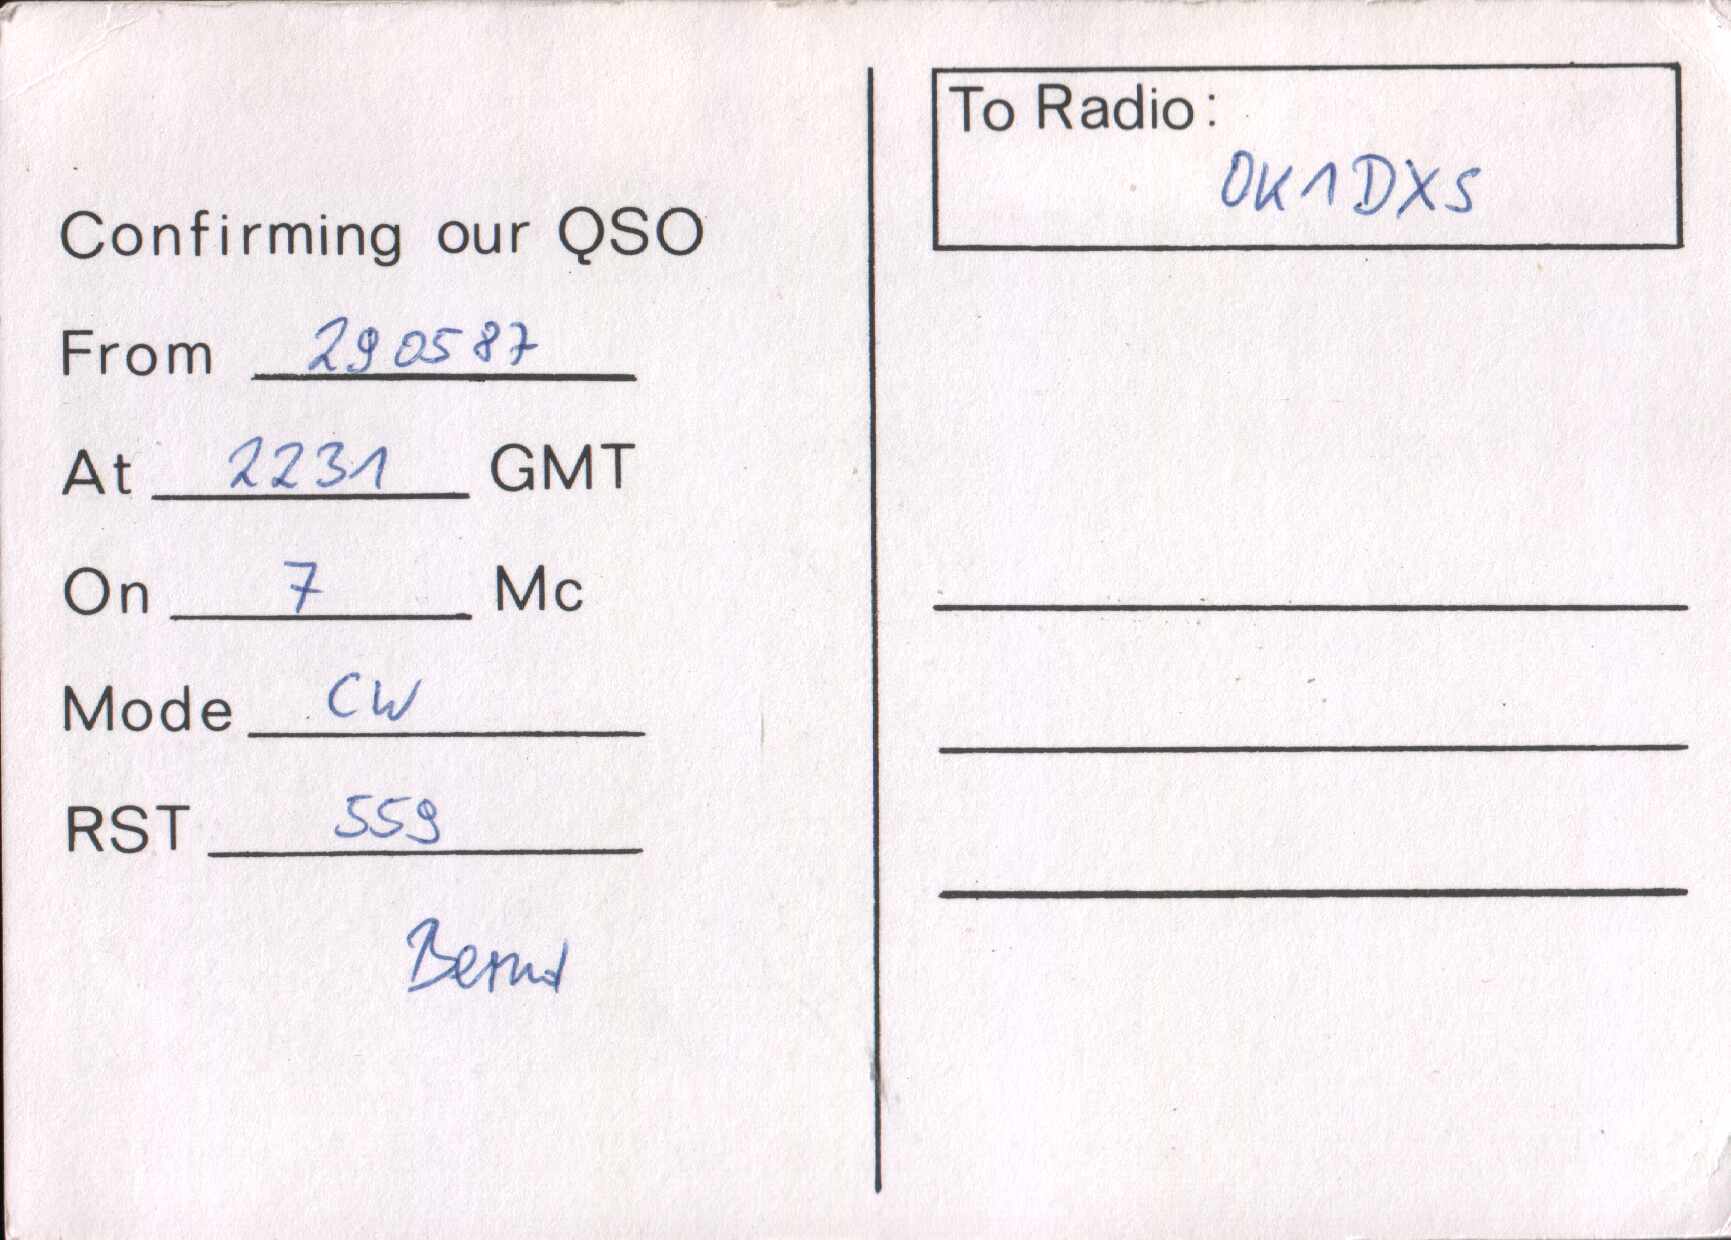 Confirming our QSO
From 290587
At 2231 GMT
On 7 Mc
Mode CW
RST 559
Bernd
To Radio:
OK1DXS